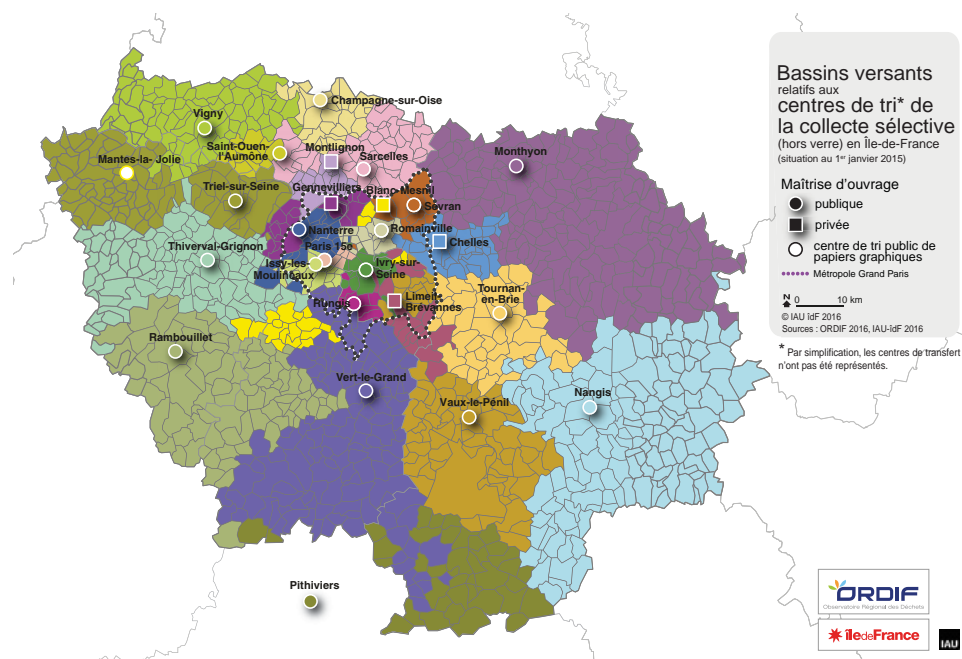 Bassins versants
relatifs aux
centres de tri* de
la collecte sélective
(hors verre) en Île-de-France
(situation au 1er janvier 2015)
Maîtrise d'ouvrage
publique
privée
centre de tri public de
papiers graphiques
Métropole Grand Paris
N
0 10 km
© IAU îdF 2016
Sources : ORDIF 2016, IAU-îdF 2016
* Par simplification, les centres de transfert
n'ont pas été représentés.
Champagne-sur-Oise
Vigny
Saint-Ouen-
l'Aumône
Montlignon
Sarcelles
Monthyon
Mantes-la- Jolie
Triel-sur-Seine
Gennevilliers
Blanc-Mesnil
Sevran
Nanterre
Romainville
Chelles
Thiverval-Grignon
Paris 15e
Issy-les-
Moulineaux
Ivry-sur-
Seine
Rungis
Limeil-
Brévannes
Tournan-
en-Brie
Rambouillet
Vert-le-Grand
Vaux-le-Pénil
Nangis
Pithiviers
ORDIF
Observatoire Régional des Déchets
îledeFrance
IAU